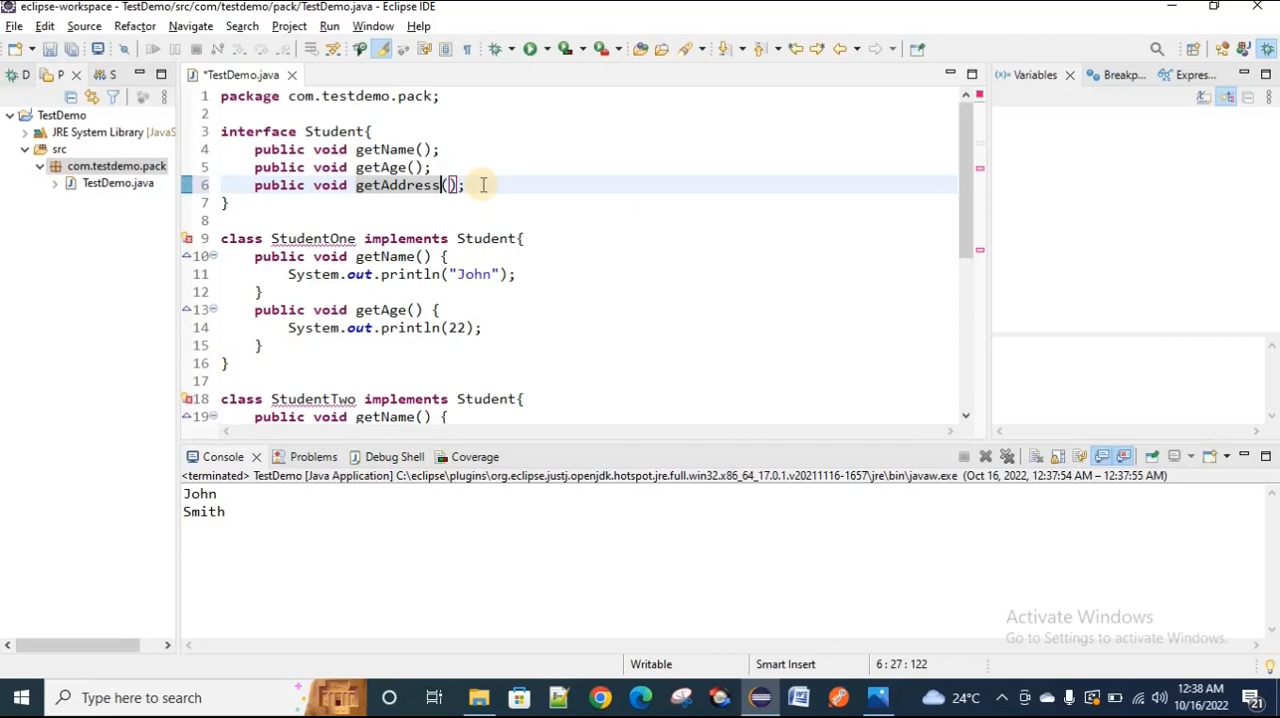 eclipse-workspace - TestDemo/src/com/testdemo/pack/TestDemo.java - Eclipse IDE
File Edit Source Refactor Navigate Search Project Run Window Help
D P S *TestDemo.java (x)= Variables Breakp... Expres...
TestDemo
JRE System Library [JavaS
src
com.testdemo.pack
TestDemo.java
1 package com.testdemo.pack;
2
3 interface Student{
4 public void getName();
5 public void getAge();
6 public void getAddress();
7 }
8
9 class StudentOne implements Student{
10 public void getName() {
11 System.out.println("John");
12 }
13 public void getAge() {
14 System.out.println(22);
15 }
16 }
17
18 class StudentTwo implements Student{
19 public void getName() {
Console Problems Debug Shell Coverage
<terminated> TestDemo [Java Application] C:\eclipse\plugins\org.eclipse.justj.openjdk.hotspot.jre.full.win32.x86_64_17.0.1.v20211116-1657\jre\bin\javaw.exe (Oct 16, 2022, 12:37:54 AM – 12:37:55 AM)
John
Smith
Activate Windows
Go to Settings to activate Windows.
Writable Smart Insert 6 : 27 : 122
Type here to search 24°C 12:38 AM
10/16/2022
21